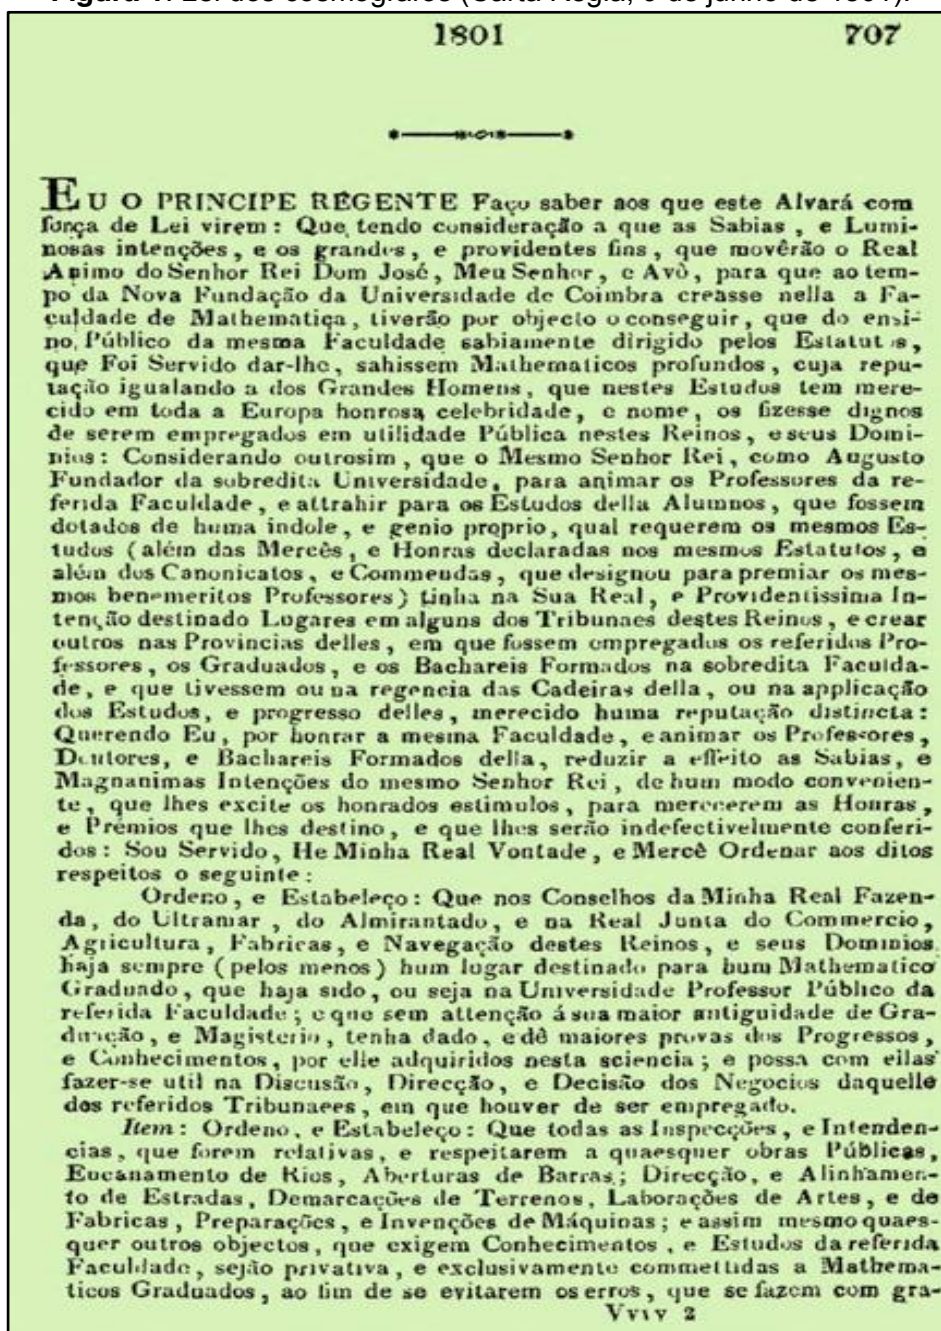 1801 707
EU O PRINCIPE REGENTE Faço saber aos que este Alvará com
força de Lei virem: Que tendo consideração a que as Sabias, e Lumi-
nosas intenções, e os grandes, e providentes fins, que movêrão o Real
Animo do Senhor Rei Dom José, Meu Senhor, e Avô, para que ao tem-
po da Nova Fundação da Universidade de Coimbra creasse nella a Fa-
culdade de Mathematica, tiverão por objecto o conseguir, que do ensi-
no Público da mesma Faculdade sabiamente dirigido pelos Estatutos,
que Foi Servido dar-lhe, sahissem Mathematicos profundos, cuja repu-
tação igualando a dos Grandes Homens, que nestes Estudos tem mere-
cido em toda a Europa honrosa celebridade, e nome, os fizesse dignos
de serem empregados em utilidade Pública nestes Reinos, e seus Domi-
nios: Considerando outrosim, que o Mesmo Senhor Rei, como Augusto
Fundador da sobredita Universidade, para animar os Professores da re-
ferida Faculdade, e attrahir para os Estudos della Alumnos, que fossem
dotados de huma indole, e genio proprio, qual requerem os mesmos Es-
tudos (além das Mercês, e Honras declaradas nos mesmos Estatutos, e
além dos Canonicatos, e Commendas, que designou para premiar os mes-
mos benemeritos Professores) tinha na Sua Real, e Providentissima In-
tenção destinado Lugares em alguns dos Tribunaes destes Reinos, e crear
outros nas Provincias delles, em que fossem empregados os referidos Pro-
fessores, os Graduados, e os Bachareis Formados na sobredita Faculda-
de, e que tivessem ou na regencia das Cadeiras della, ou na applicação
dos Estudos, e progresso delles, merecido huma reputação distincta:
Querendo Eu, por honrar a mesma Faculdade, e animar os Professores,
Doutores, e Bachareis Formados della, reduzir a effeito as Sabias, e
Magnanimas Intenções do mesmo Senhor Rei, de hum modo convenien-
te, que lhes excite os honrados estimulos, para merecerem as Honras,
e Prémios que lhes destino, e que lhes serão indefectivelmente conferi-
dos: Sou Servido, He Minha Real Vontade, e Mercê Ordenar aos ditos
respeitos o seguinte:
Ordeno, e Estabeleço: Que nos Conselhos da Minha Real Fazen-
da, do Ultramar, do Almirantado, e na Real Junta do Commercio,
Agricultura, Fabricas, e Navegação destes Reinos, e seus Dominios
haja sempre (pelos menos) hum lugar destinado para hum Mathematico
Graduado, que haja sido, ou seja na Universidade Professor Público da
referida Faculdade; e que sem attenção á sua maior antiguidade de Gra-
duação, e Magisterio, tenha dado, e dê maiores provas dos Progressos,
e Conhecimentos, por elle adquiridos nesta sciencia; e possa com ellas
fazer-se util na Discusão, Direcção, e Decisão dos Negocios daquelle
dos referidos Tribunaees, em que houver de ser empregado.
Item: Ordeno, e Estabeleço: Que todas as Inspecções, e Intenden-
cias, que forem relativas, e respeitarem a quaesquer obras Públicas,
Encanamento de Rios, Aberturas de Barras; Direcção, e Alinhamen-
to de Estradas, Demarcações de Terrenos, Laborações de Artes, e de
Fabricas, Preparações, e Invenções de Máquinas; e assim mesmo quaes-
quer outros objectos, que exigem Conhecimentos, e Estudos da referida
Faculdade, sejão privativa, e exclusivamente commettidas a Mathema-
ticos Graduados, ao fim de se evitarem os erros, que se fazem com gra-
Vviv 2